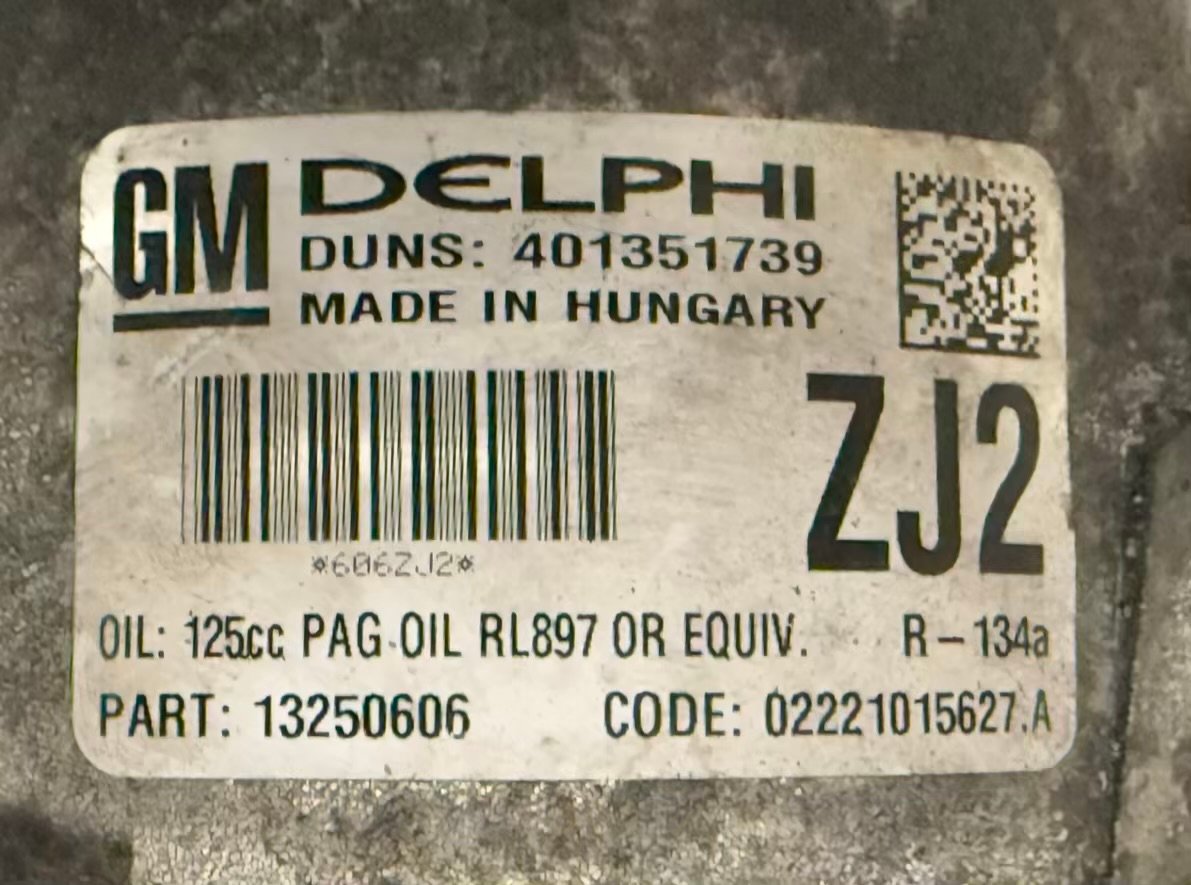 GM DELPHI
DUNS: 401351739
MADE IN HUNGARY
ZJ2
*606ZJ2*
OIL: 125cc PAG OIL RL897 OR EQUIV. R-134a
PART: 13250606 CODE: 02221015627.A